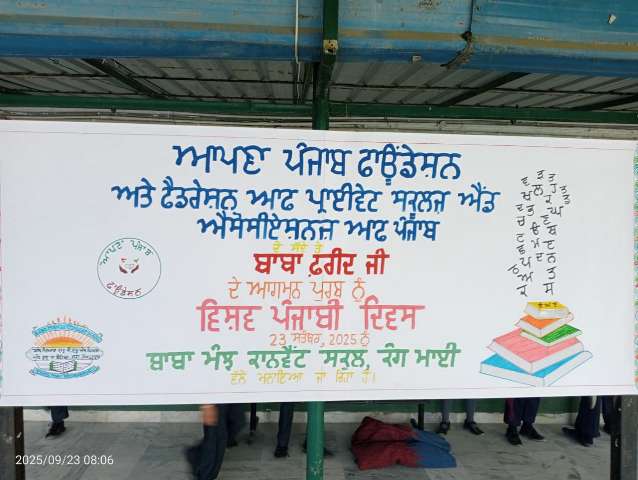 ਆਪਣਾ ਪੰਜਾਬ ਫਾਊਂਡੇਸ਼ਨ
ਅਤੇ ਫੈਡਰੇਸ਼ਨ ਆਫ ਪ੍ਰਾਈਵੇਟ ਸਕੂਲਜ਼ ਐਂਡ
ਐਸੋਸੀਏਸ਼ਨਜ਼ ਆਫ ਪੰਜਾਬ
ਦੇ ਸੱਦੇ ਤੇ
ਬਾਬਾ ਫ਼ਰੀਦ ਜੀ
ਦੇ ਆਗਮਨ ਪੁਰਬ ਨੂੰ
ਵਿਸ਼ਵ ਪੰਜਾਬੀ ਦਿਵਸ
23 ਸਤੰਬਰ, 2025 ਨੂੰ
ਬਾਬਾ ਮੰਝ ਕਾਨਵੈਂਟ ਸਕੂਲ, ਕੰਗ ਮਾਈ
ਵੱਲੋਂ ਮਨਾਇਆ ਜਾ ਰਿਹਾ ਹੈ।
ਆਪਣਾ ਪੰਜਾਬ
ਫਾਊਂਡੇਸ਼ਨ
2025/09/23 08:06